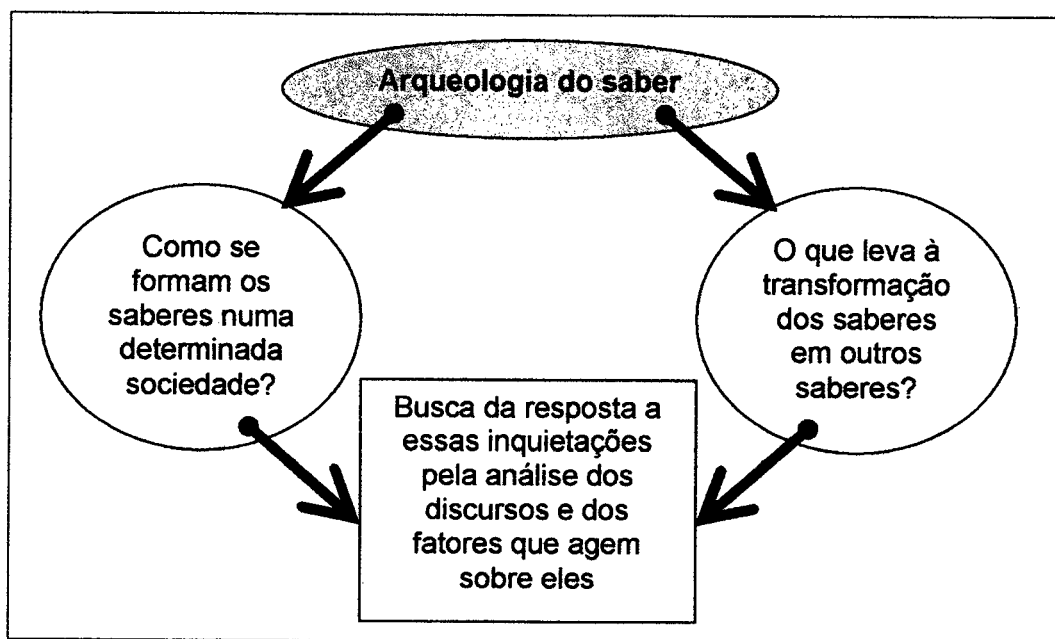 Arqueologia do saber
Como se
formam os
saberes numa
determinada
sociedade?
O que leva à
transformação
dos saberes
em outros
saberes?
Busca da resposta a
essas inquietações
pela análise dos
discursos e dos
fatores que agem
sobre eles